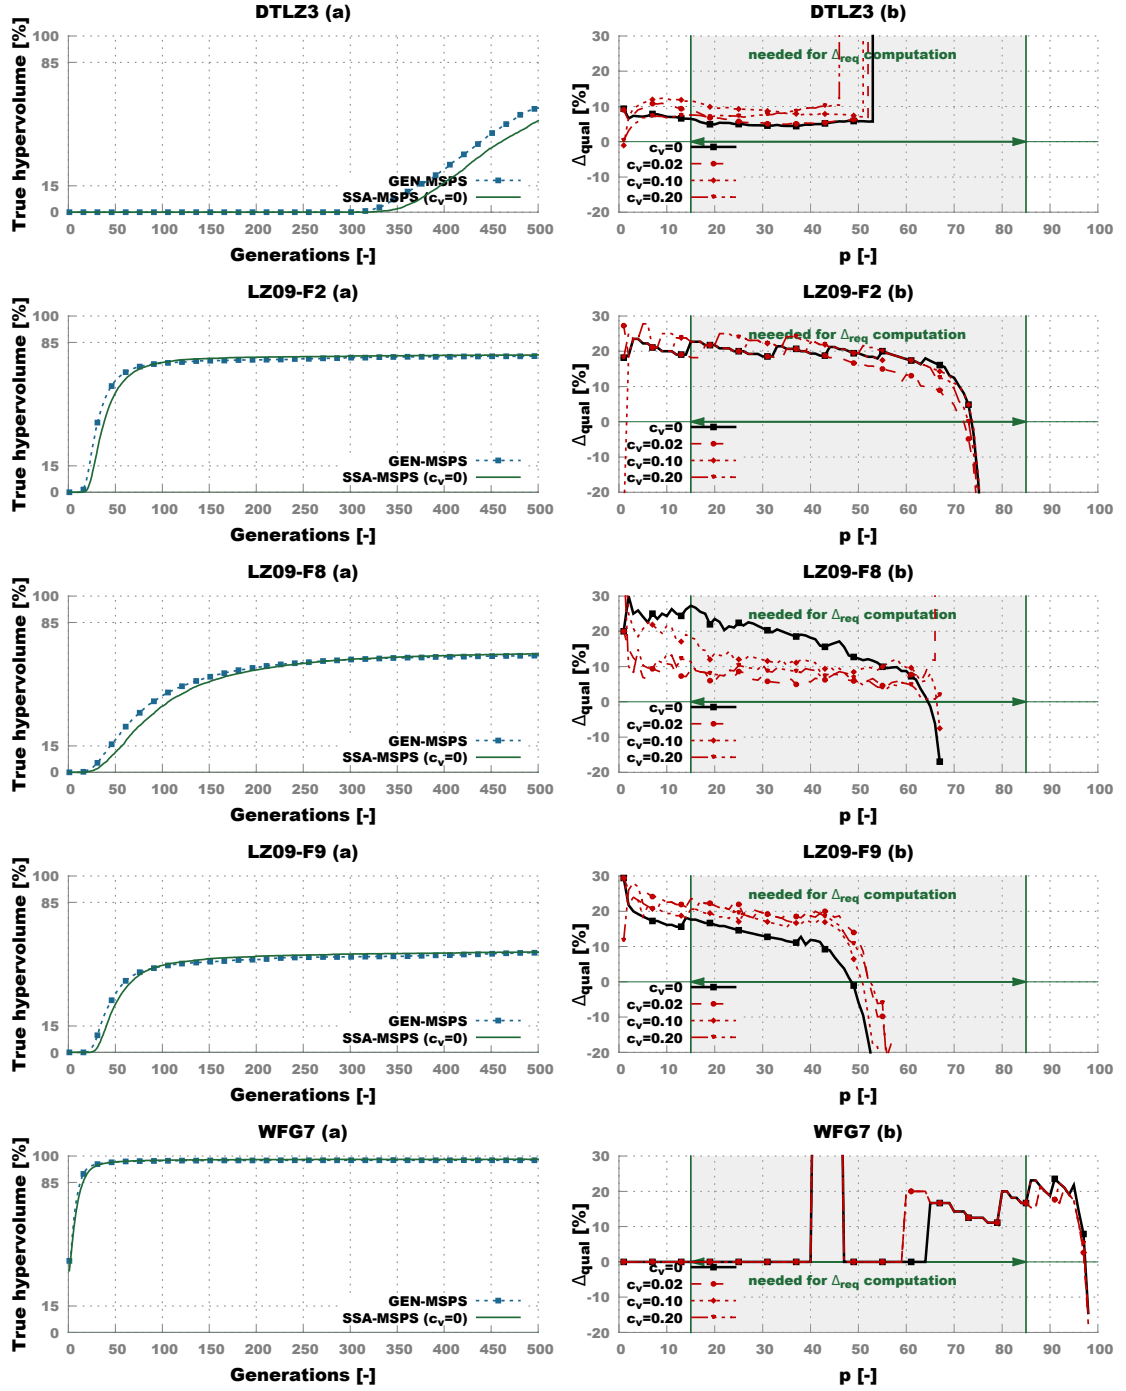 DTLZ3 (a)
True hypervolume [%]
100
85
15
0
GEN-MSPS
SSA-MSPS (cv=0)
0 50 100 150 200 250 300 350 400 450 500
Generations [-]
DTLZ3 (b)
Δqual [%]
30
20
10
0
-10
-20
needed for Δreq computation
cv=0
cv=0.02
cv=0.10
cv=0.20
0 10 20 30 40 50 60 70 80 90 100
p [-]
LZ09-F2 (a)
True hypervolume [%]
100
85
15
0
GEN-MSPS
SSA-MSPS (cv=0)
0 50 100 150 200 250 300 350 400 450 500
Generations [-]
LZ09-F2 (b)
Δqual [%]
30
20
10
0
-10
-20
neeeded for Δreq computation
cv=0
cv=0.02
cv=0.10
cv=0.20
0 10 20 30 40 50 60 70 80 90 100
p [-]
LZ09-F8 (a)
True hypervolume [%]
100
85
15
0
GEN-MSPS
SSA-MSPS (cv=0)
0 50 100 150 200 250 300 350 400 450 500
Generations [-]
LZ09-F8 (b)
Δqual [%]
30
20
10
0
-10
-20
needed for Δreq computation
cv=0
cv=0.02
cv=0.10
cv=0.20
0 10 20 30 40 50 60 70 80 90 100
p [-]
LZ09-F9 (a)
True hypervolume [%]
100
85
15
0
GEN-MSPS
SSA-MSPS (cv=0)
0 50 100 150 200 250 300 350 400 450 500
Generations [-]
LZ09-F9 (b)
Δqual [%]
30
20
10
0
-10
-20
needed for Δreq computation
cv=0
cv=0.02
cv=0.10
cv=0.20
0 10 20 30 40 50 60 70 80 90 100
p [-]
WFG7 (a)
True hypervolume [%]
100
85
15
0
GEN-MSPS
SSA-MSPS (cv=0)
0 50 100 150 200 250 300 350 400 450 500
Generations [-]
WFG7 (b)
Δqual [%]
30
20
10
0
-10
-20
needed for Δreq computation
cv=0
cv=0.02
cv=0.10
cv=0.20
0 10 20 30 40 50 60 70 80 90 100
p [-]